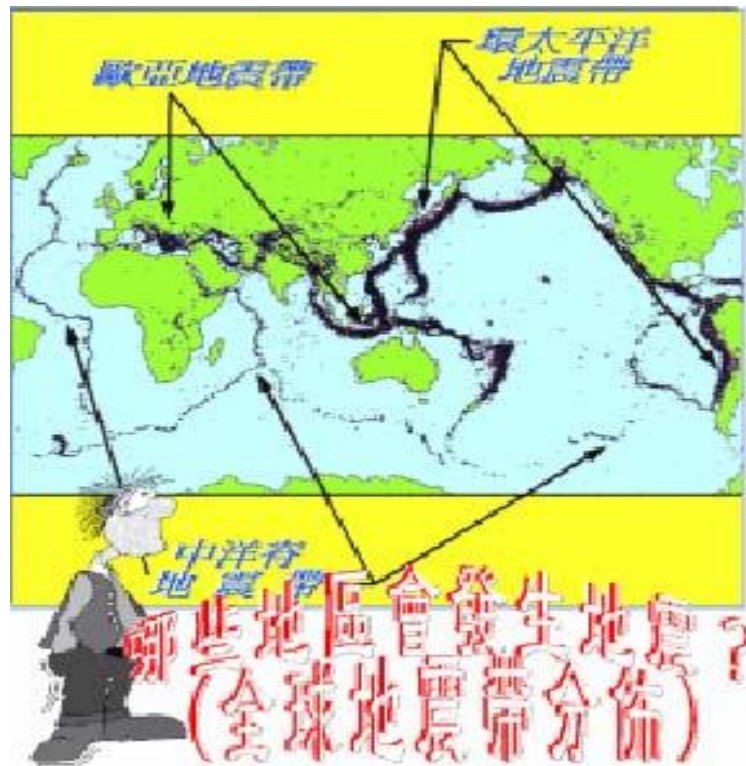 歐亞地震帶
環太平洋
地震帶
中洋脊
地震帶
哪些地區會發生地震？
(全球地震帶分佈)